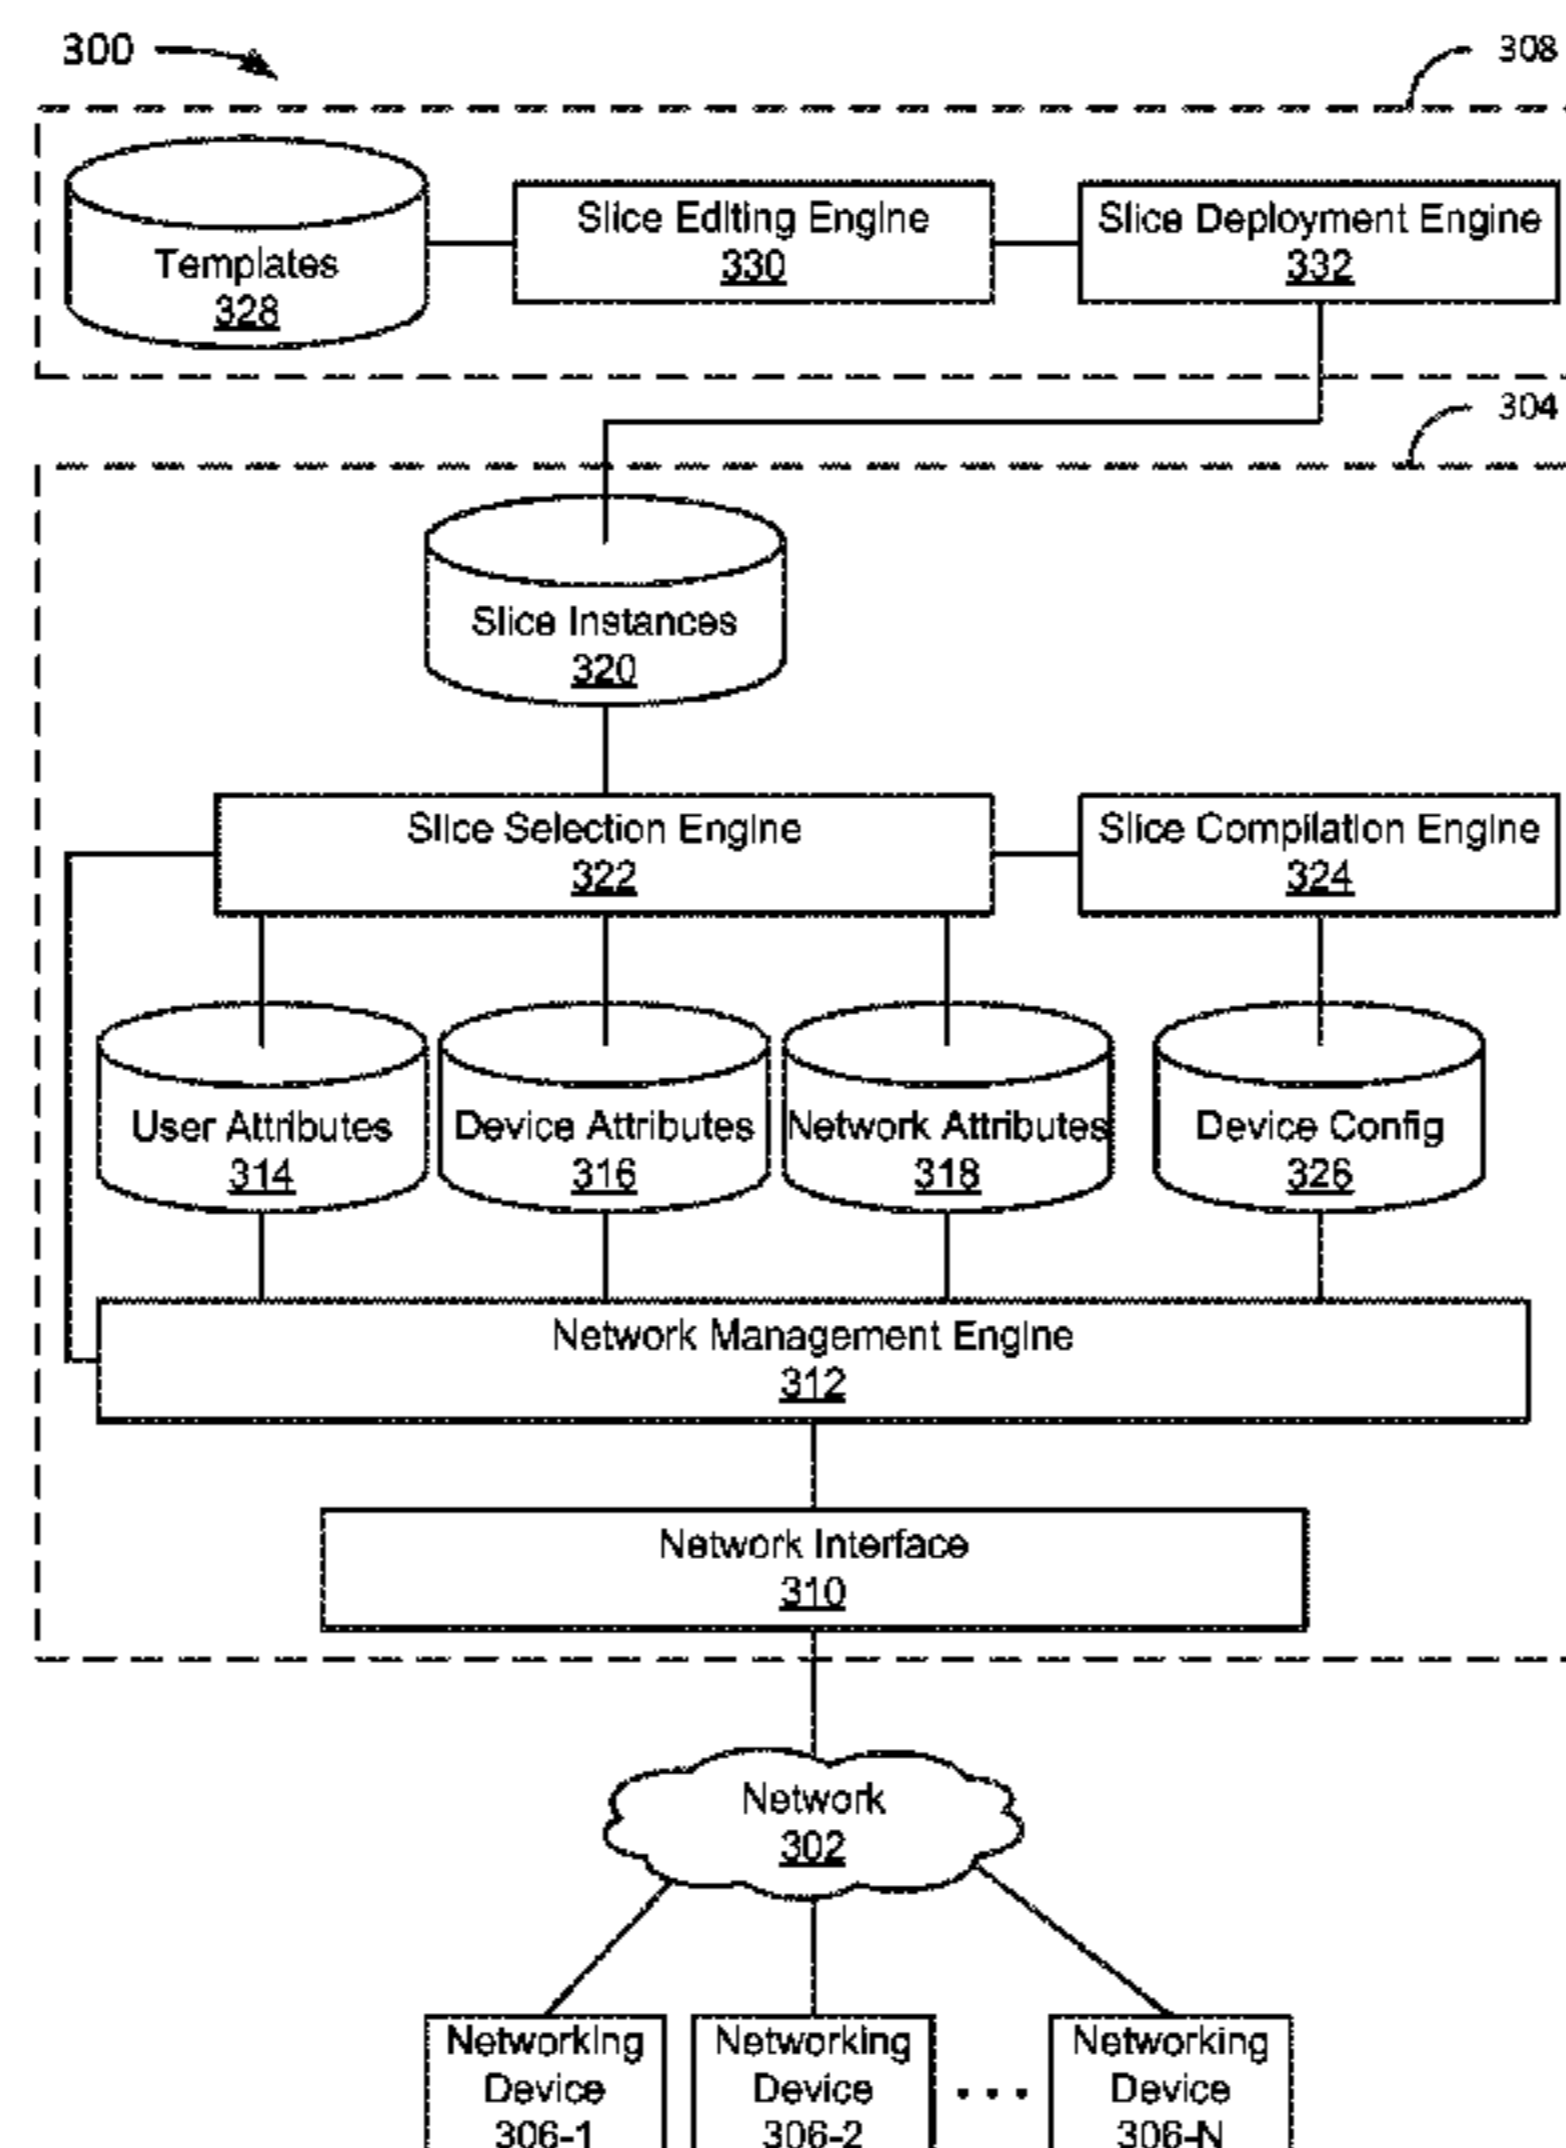 300
308
Templates
328
Slice Editing Engine
330
Slice Deployment Engine
332
304
Slice Instances
320
Slice Selection Engine
322
Slice Compilation Engine
324
User Attributes
314
Device Attributes
316
Network Attributes
318
Device Config
326
Network Management Engine
312
Network Interface
310
Network
302
Networking
Device
306-1
Networking
Device
306-2
...
Networking
Device
306-N